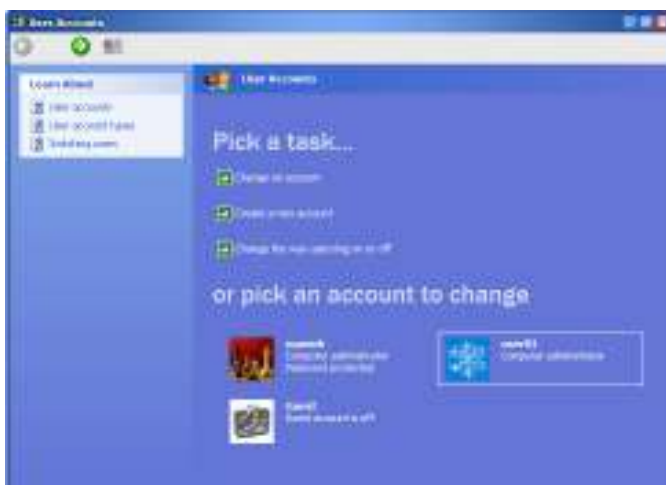 User Accounts
Learn About
User accounts
User account types
Switching users
User Accounts
Pick a task...
Change an account
Create a new account
Change the way users log on or off
or pick an account to change
Computer administrator
Password protected
user01
Computer administrator
Guest
Guest account is off